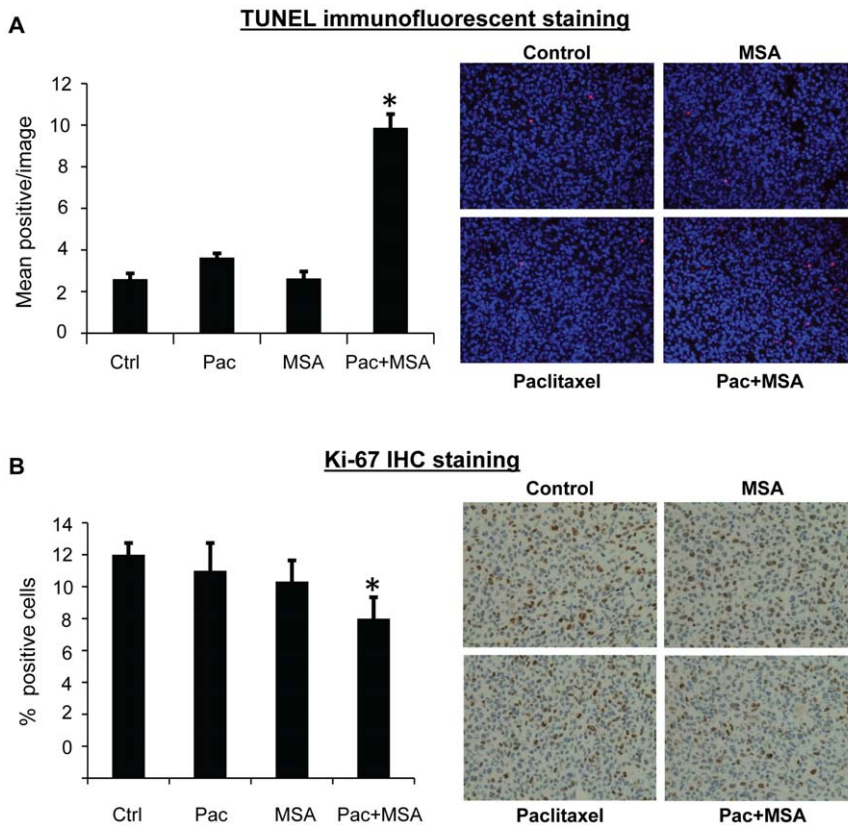 A
TUNEL immunofluorescent staining
Mean positive/image
12
10
8
6
4
2
0
*
Ctrl
Pac
MSA
Pac+MSA
Control
MSA
Paclitaxel
Pac+MSA
B
Ki-67 IHC staining
% positive cells
14
12
10
8
6
4
2
0
*
Ctrl
Pac
MSA
Pac+MSA
Control
MSA
Paclitaxel
Pac+MSA